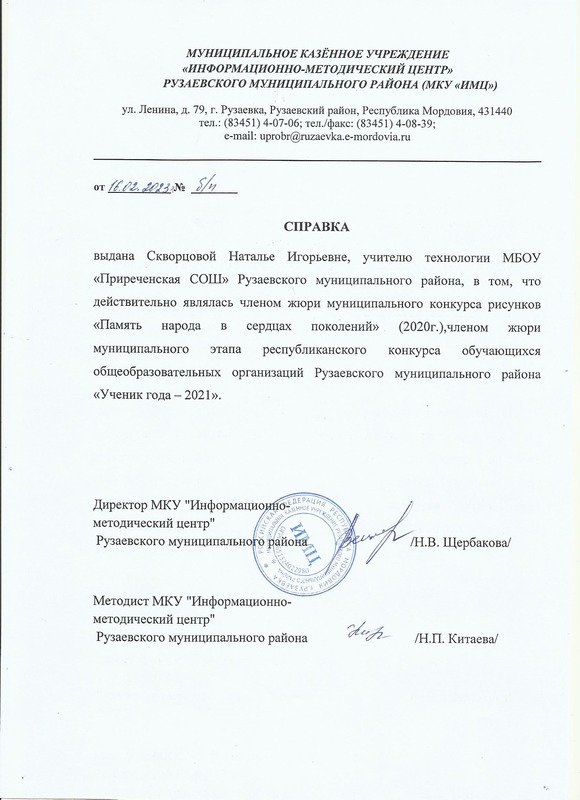 МУНИЦИПАЛЬНОЕ КАЗЁННОЕ УЧРЕЖДЕНИЕ
«ИНФОРМАЦИОННО-МЕТОДИЧЕСКИЙ ЦЕНТР»
РУЗАЕВСКОГО МУНИЦИПАЛЬНОГО РАЙОНА (МКУ «ИМЦ»)
ул. Ленина, д. 79, г. Рузаевка, Рузаевский район, Республика Мордовия, 431440
тел.: (83451) 4-07-06; тел./факс: (83451) 4-08-39;
e-mail: uprobr@ruzaevka.e-mordovia.ru
от 16.02.2023 № б/н
СПРАВКА
выдана Скворцовой Наталье Игорьевне, учителю технологии МБОУ
«Приреченская СОШ» Рузаевского муниципального района, в том, что
действительно являлась членом жюри муниципального конкурса рисунков
«Память народа в сердцах поколений» (2020г.),членом жюри
муниципального этапа республиканского конкурса обучающихся
общеобразовательных организаций Рузаевского муниципального района
«Ученик года – 2021».
Директор МКУ "Информационно-
методический центр"
Рузаевского муниципального района /Н.В. Щербакова/
ИМЦ
Методист МКУ "Информационно-
методический центр"
Рузаевского муниципального района /Н.П. Китаева/